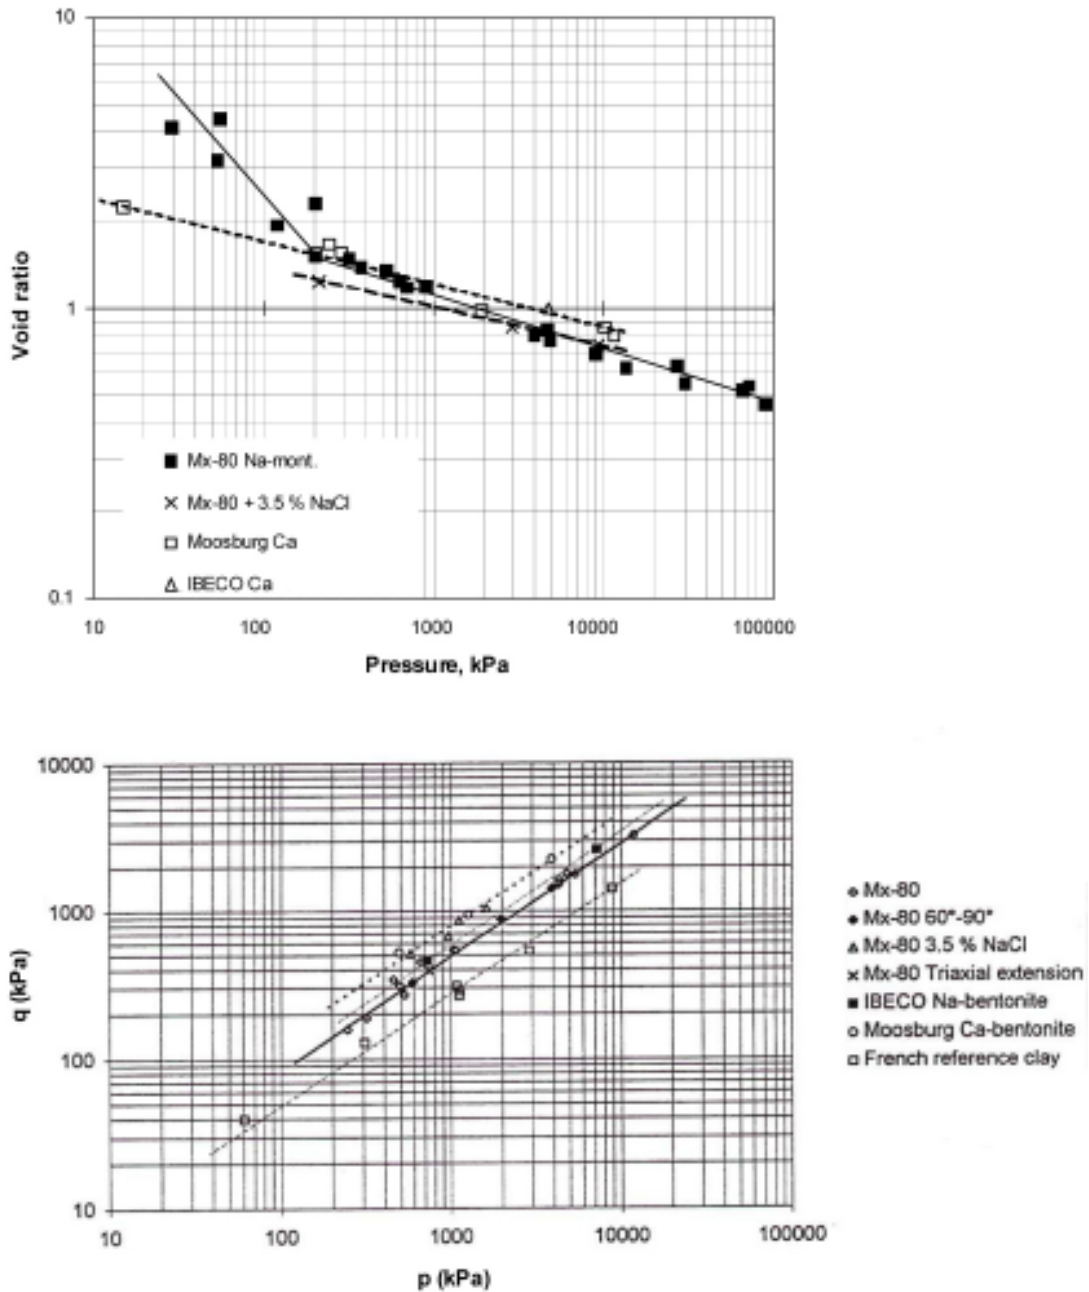 10
1
0.1
Void ratio
Mx-80 Na-mont.
Mx-80 + 3.5 % NaCl
Moosburg Ca
IBECO Ca
10 100 1000 10000 100000
Pressure, kPa
10000
1000
100
10
q (kPa)
10 100 1000 10000 100000
p (kPa)
Mx-80
Mx-80 60°-90°
Mx-80 3.5 % NaCl
Mx-80 Triaxial extension
IBECO Na-bentonite
Moosburg Ca-bentonite
French reference clay